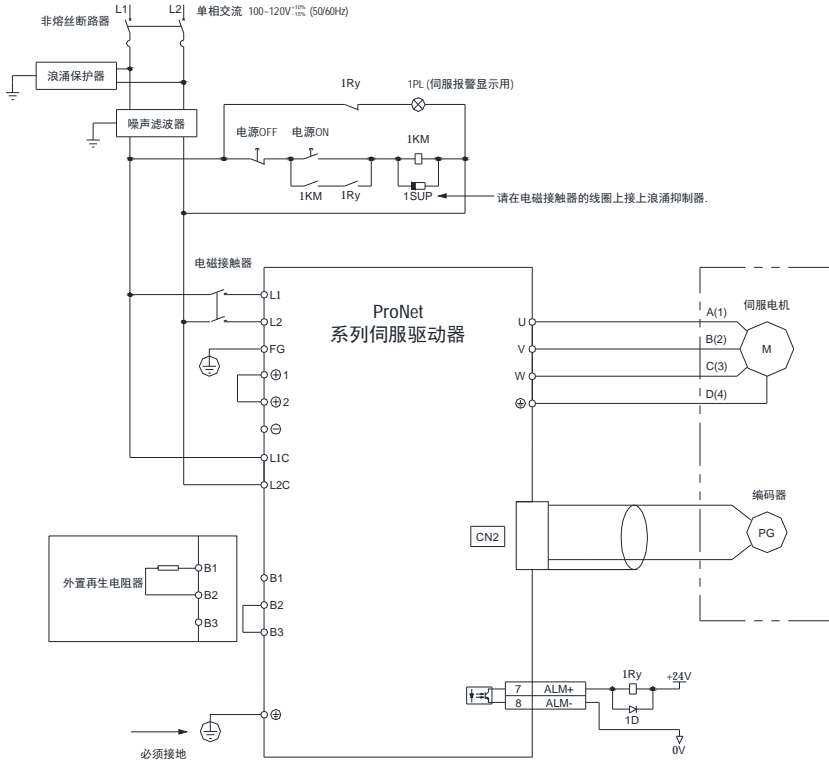 L1 L2 单相交流 100~120V +10% -15% (50/60Hz)
非熔丝断路器
浪涌保护器
噪声滤波器
1Ry 1PL (伺服报警显示用)
电源OFF 电源ON 1KM
1KM 1Ry 1SUP 请在电磁接触器的线圈上接上浪涌抑制器.
电磁接触器
ProNet
系列伺服驱动器
L1
L2
FG
1
2
L1C
L2C
B1
B2
B3
U
V
W
A(1)
B(2)
C(3)
D(4)
伺服电机
M
编码器
PG
CN2
外置再生电阻器
B1
B2
B3
7 ALM+
8 ALM-
1Ry +24V
1D
0V
必须接地